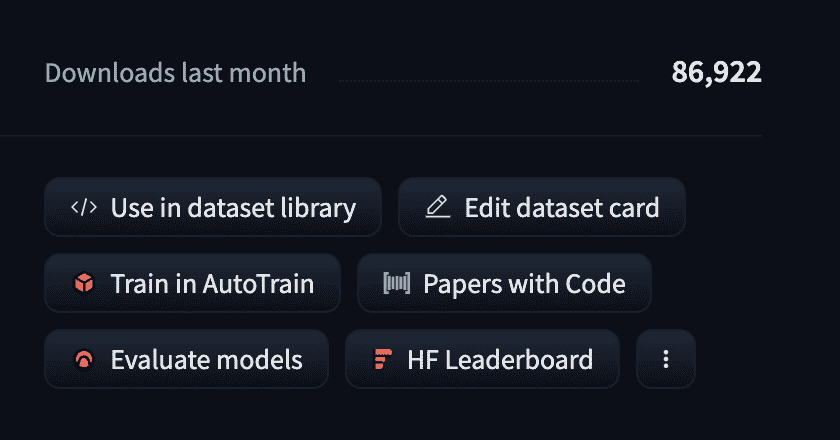 Downloads last month 86,922
</> Use in dataset library Edit dataset card
Train in AutoTrain Papers with Code
Evaluate models HF Leaderboard